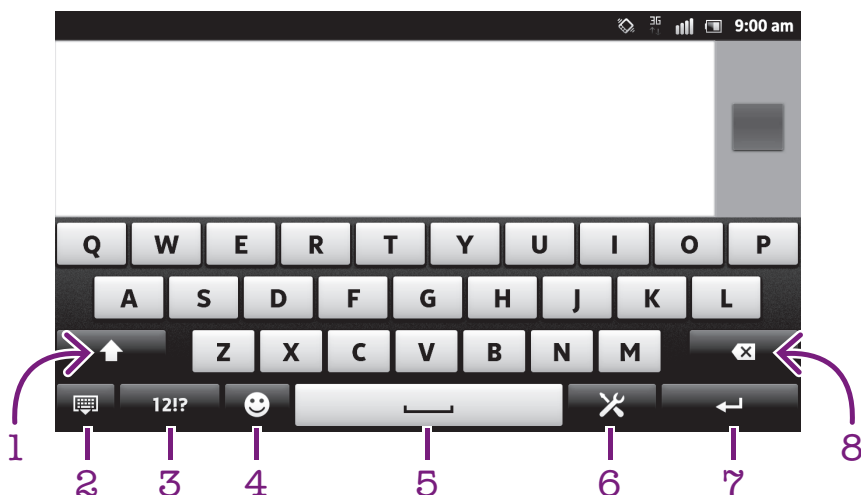 3G 9:00 am
Q W E R T Y U I O P
A S D F G H J K L
Z X C V B N M
12!?
1 2 3 4 5 6 7 8